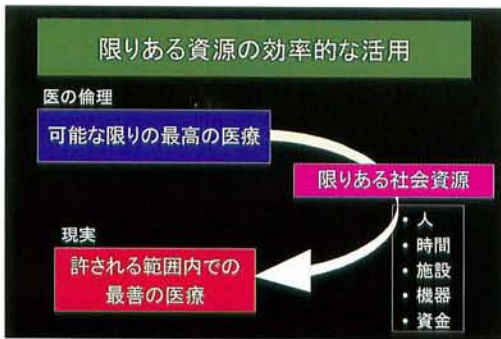 限りある資源の効率的な活用
医の倫理
可能な限りの最高の医療
限りある社会資源
・人
・時間
・施設
・機器
・資金
現実
許される範囲内での
最善の医療